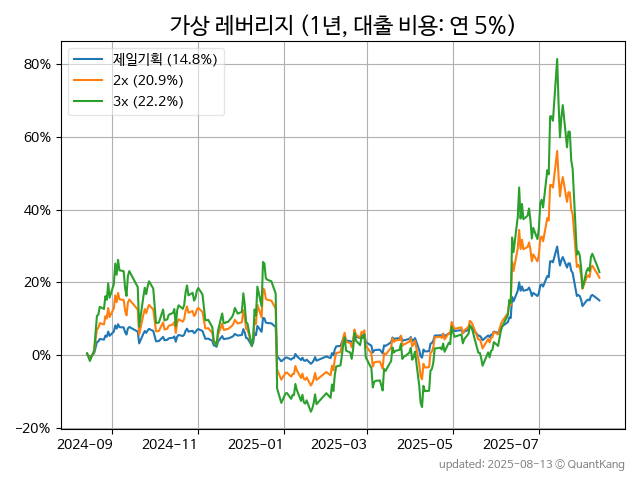 가상 레버리지 (1년, 대출 비용: 연 5%)
제일기획 (14.8%)
2x (20.9%)
3x (22.2%)
80%
60%
40%
20%
0%
−20%
2024-09 2024-11 2025-01 2025-03 2025-05 2025-07
updated: 2025-08-13 © QuantKang